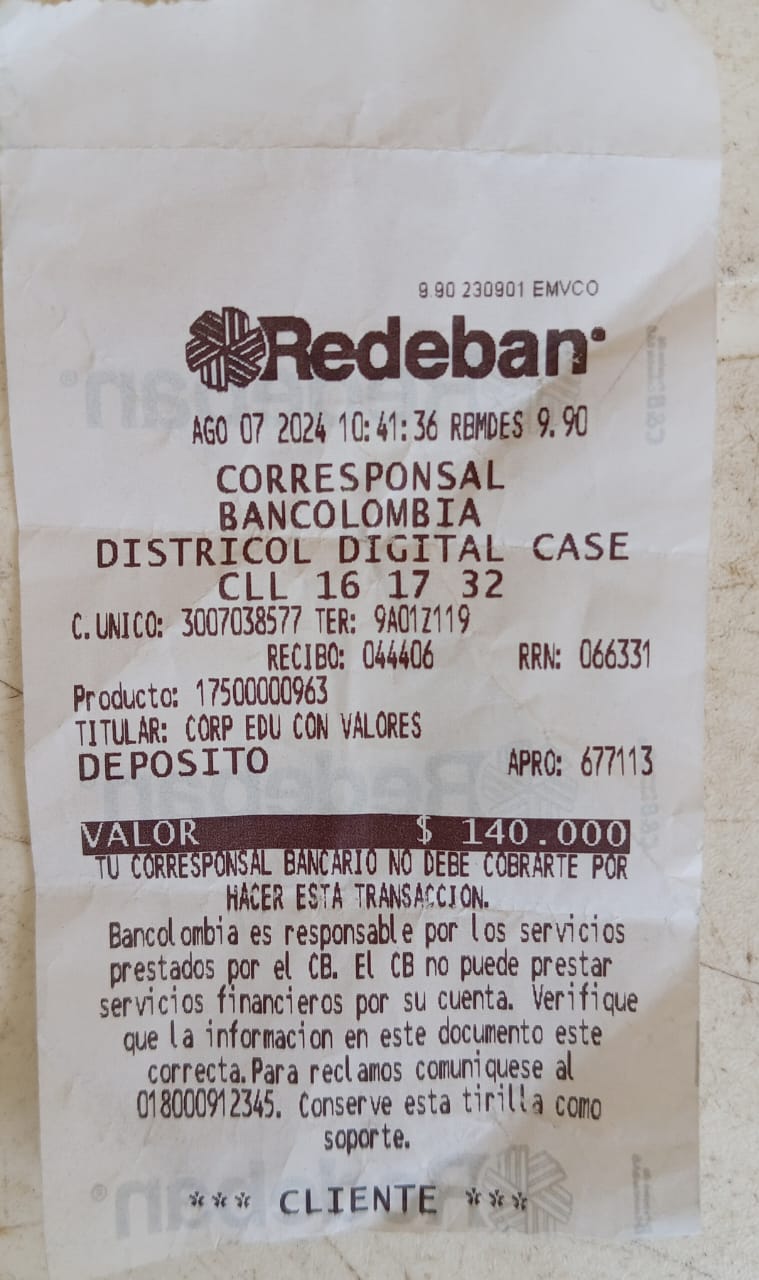 9.90 230901 EMVCO
Redeban
AGO 07 2024 10:41:36 RBMDES 9.90
CORRESPONSAL
BANCOLOMBIA
DISTRICOL DIGITAL CASE
CLL 16 17 32
C.UNICO: 3007038577 TER: 9A01Z119
RECIBO: 044406 RRN: 066331
Producto: 17500000963
TITULAR: CORP EDU CON VALORES
DEPOSITO APRO: 677113
VALOR $ 140.000
TU CORRESPONSAL BANCARIO NO DEBE COBRARTE POR
HACER ESTA TRANSACCION.
Bancolombia es responsable por los servicios
prestados por el CB. El CB no puede prestar
servicios financieros por su cuenta. Verifique
que la informacion en este documento este
correcta.Para reclamos comuniquese al
018000912345. Conserve esta tirilla como
soporte.
*** CLIENTE ***